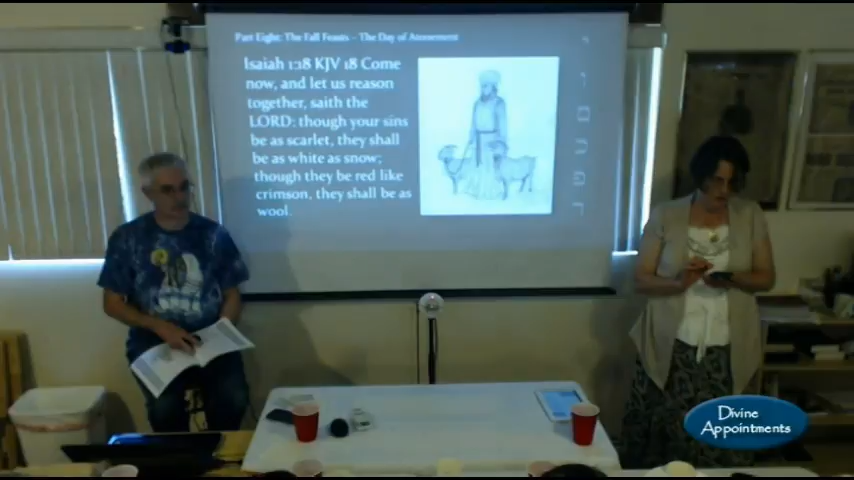 Part Eight: The Fall Feasts – The Day of Atonement
Isaiah 1:18 KJV 18 Come
now, and let us reason
together, saith the
LORD: though your sins
be as scarlet, they shall
be as white as snow;
though they be red like
crimson, they shall be as
wool.
Divine
Appointments